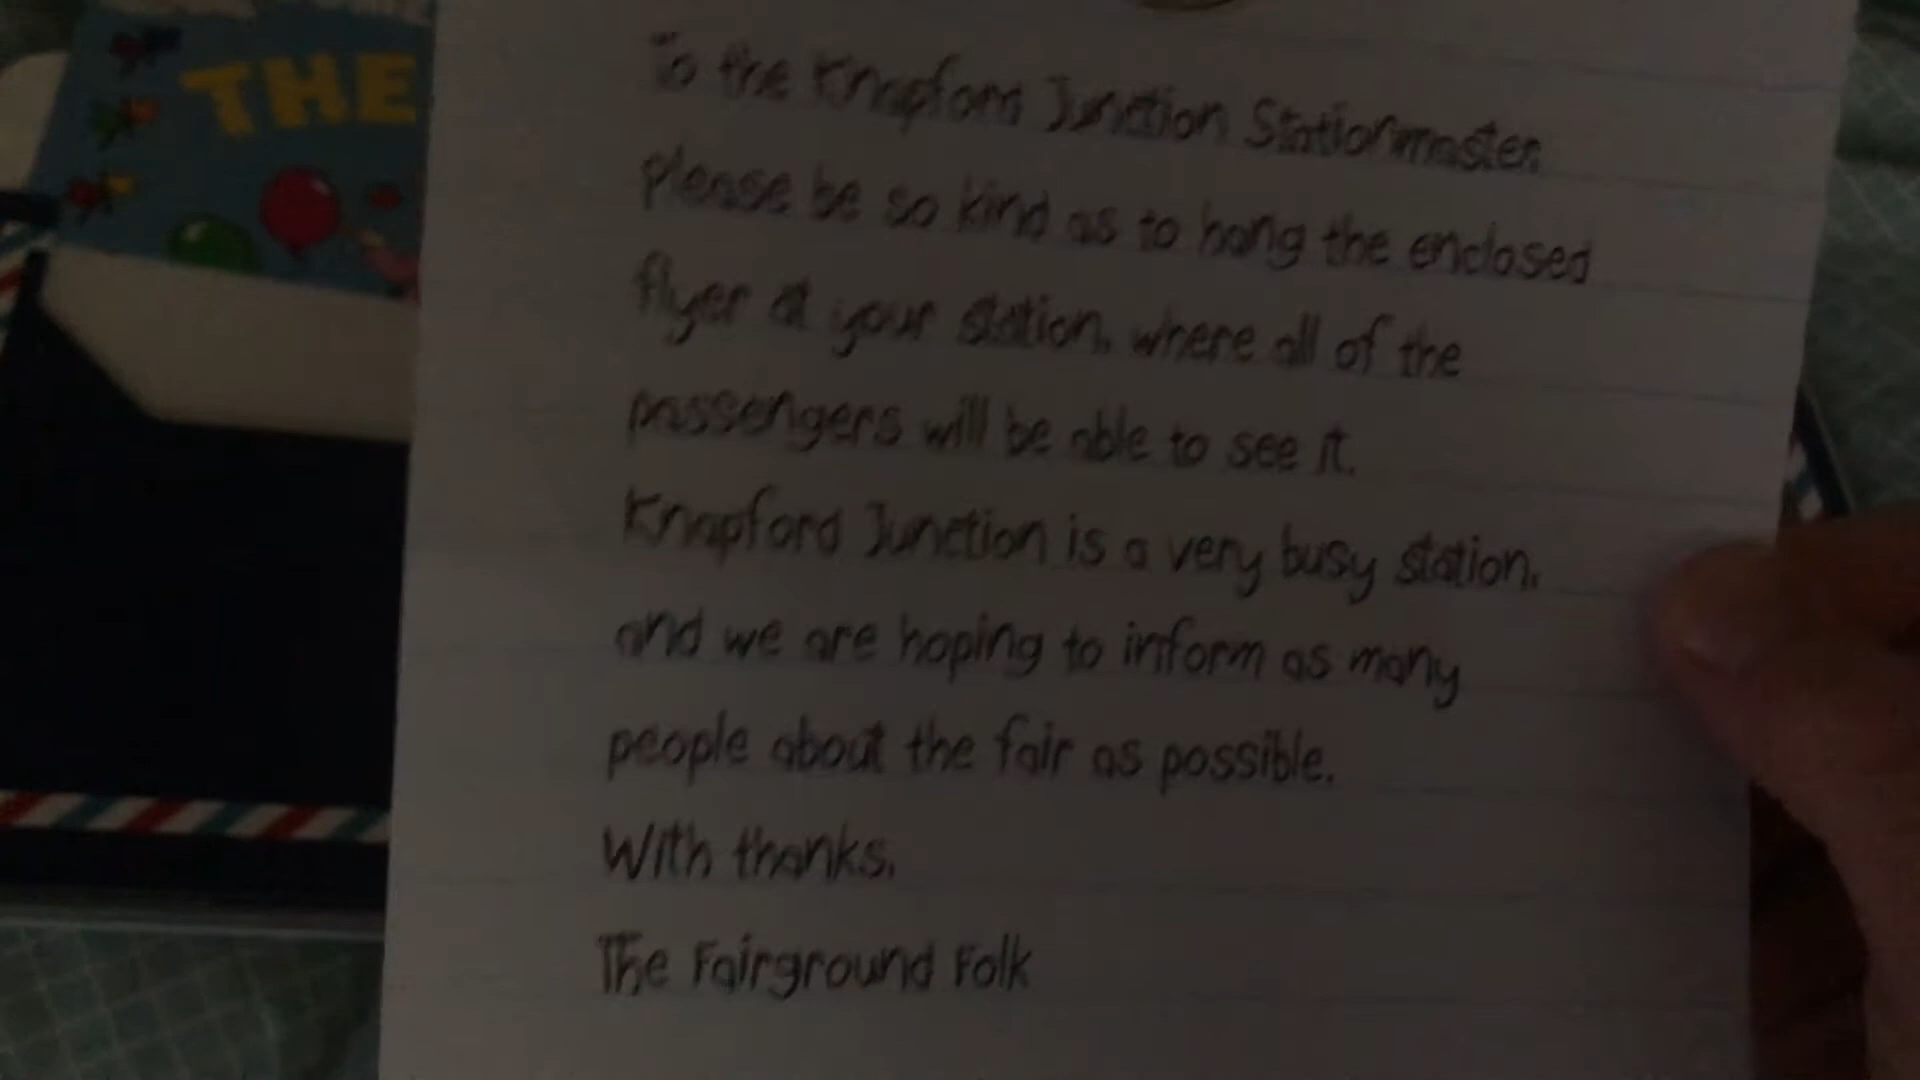 THE
To the Knapford Junction Stationmaster,
please be so kind as to hang the enclosed
flyer at your station, where all of the
passengers will be able to see it.
Knapford Junction is a very busy station,
and we are hoping to inform as many
people about the fair as possible.
With thanks,
The Fairground Folk